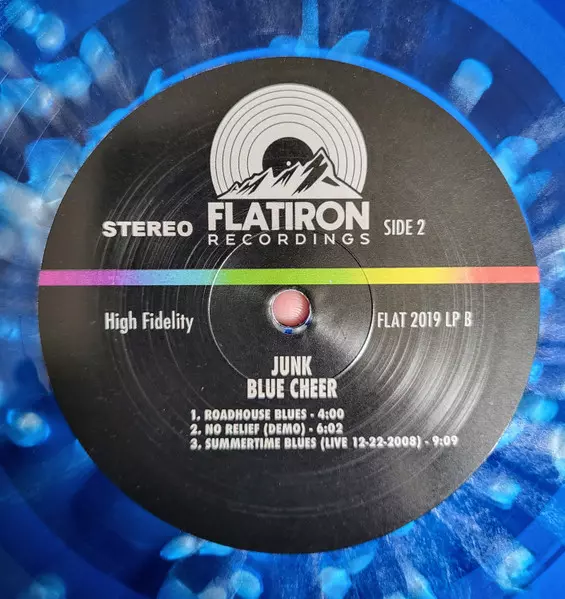 FLATIRON
RECORDINGS
STEREO
SIDE 2
High Fidelity
FLAT 2019 LP B
JUNK
BLUE CHEER
1. ROADHOUSE BLUES - 4:00
2. NO RELIEF (DEMO) - 6:02
3. SUMMERTIME BLUES (LIVE 12-22-2008) - 9:09